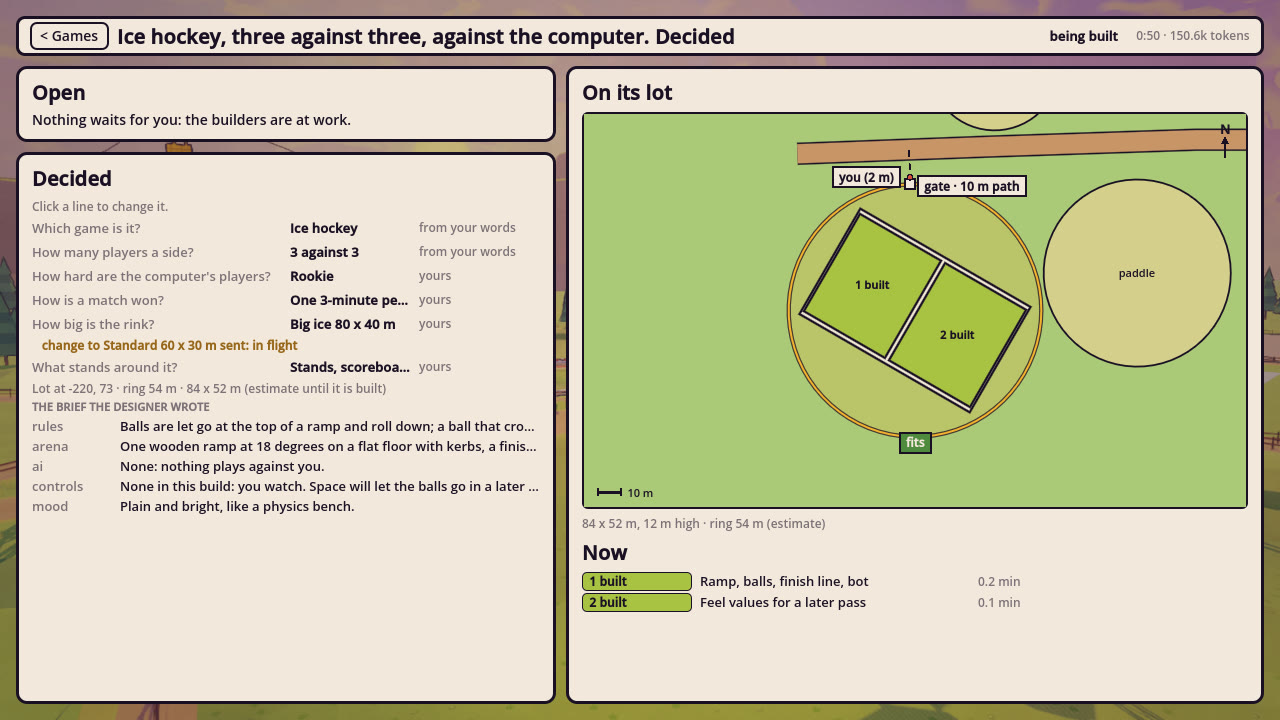 < Games
Ice hockey, three against three, against the computer. Decided
being built
0:50 · 150.6k tokens
Open
Nothing waits for you: the builders are at work.
Decided
Click a line to change it.
Which game is it? Ice hockey from your words
How many players a side? 3 against 3 from your words
How hard are the computer's players? Rookie yours
How is a match won? One 3-minute pe... yours
How big is the rink? Big ice 80 x 40 m yours
change to Standard 60 x 30 m sent: in flight
What stands around it? Stands, scoreboa... yours
Lot at -220, 73 · ring 54 m · 84 x 52 m (estimate until it is built)
THE BRIEF THE DESIGNER WROTE
rules Balls are let go at the top of a ramp and roll down; a ball that cro...
arena One wooden ramp at 18 degrees on a flat floor with kerbs, a finis...
ai None: nothing plays against you.
controls None in this build: you watch. Space will let the balls go in a later ...
mood Plain and bright, like a physics bench.
On its lot
N
you (2 m)
gate · 10 m path
paddle
1 built
2 built
fits
10 m
84 x 52 m, 12 m high · ring 54 m (estimate)
Now
1 built Ramp, balls, finish line, bot 0.2 min
2 built Feel values for a later pass 0.1 min